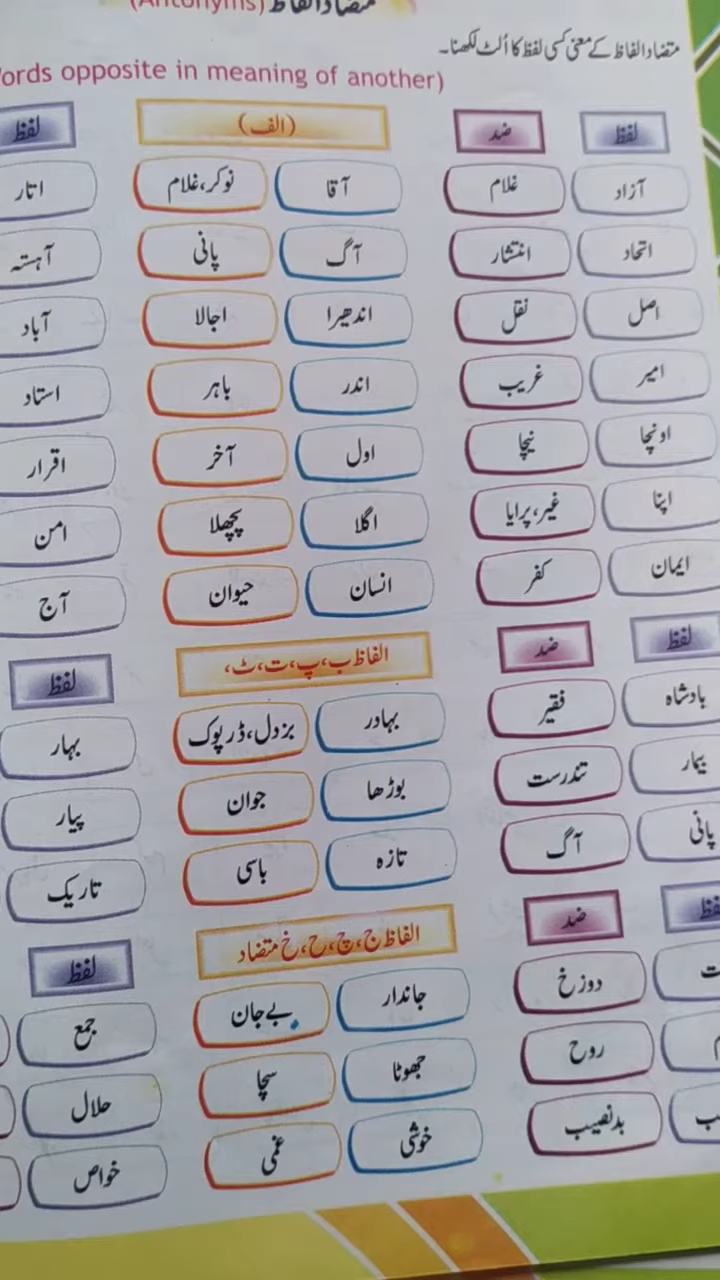 متضاد الفاظ (Antonyms)
متضاد الفاظ کے معنی کسی لفظ کا اُلٹ لکھنا۔
ords opposite in meaning of another)
لفظ ضد (الف) لفظ
آزاد غلام آقا نوکر، غلام اتار
اتحاد انتشار آگ پانی آہستہ
اصل نقل اندھیرا اجالا آباد
امیر غریب اندر باہر استاد
اونچا نیچا اول آخر اقرار
اپنا غیر، پرایا اگلا پچھلا امن
ایمان کفر انسان حیوان آج
لفظ ضد الفاظ ب، پ، ت، ٹ، لفظ
بادشاہ فقیر بہادر بزدل، ڈرپوک بہار
بیمار تندرست بوڑھا جوان پیار
پانی آگ تازہ باسی تاریک
لفظ ضد الفاظ ج، چ، ح، خ متضاد لفظ
دوزخ جاندار بے جان جمع
روح جھوٹا سچا حلال
بدنصیب خوشی غمی خواص